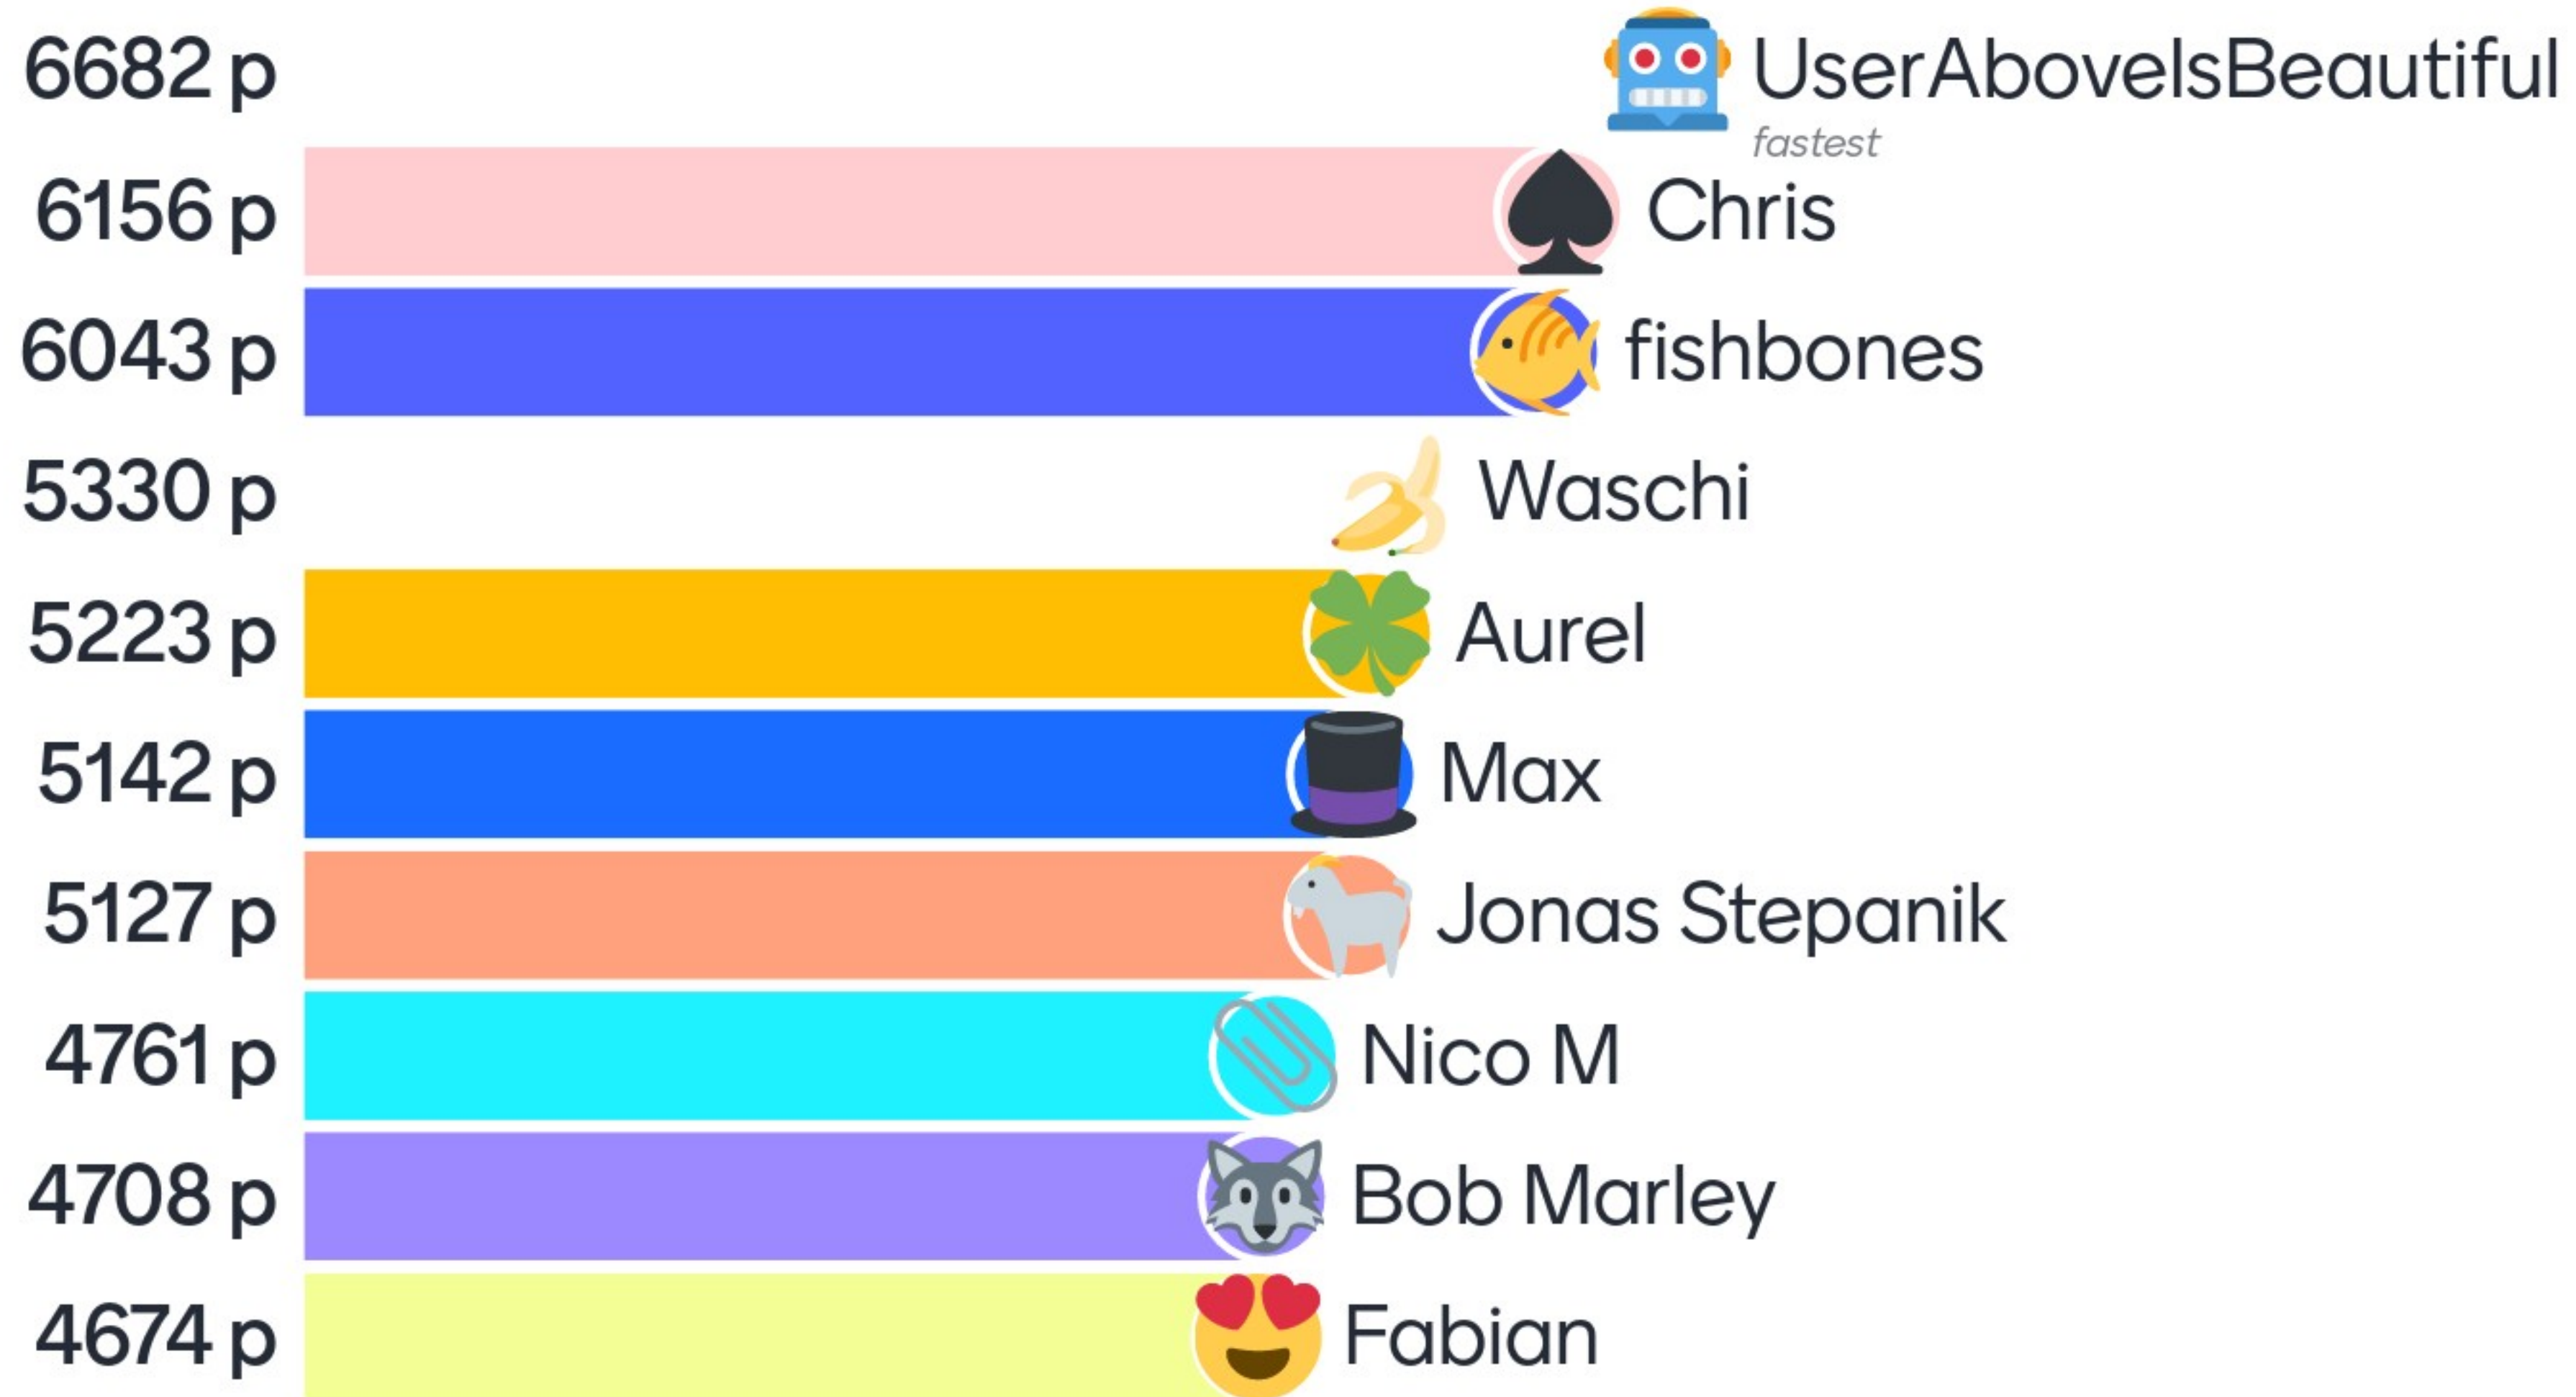 6682 p UserAboveIsBeautiful
fastest
6156 p Chris
6043 p fishbones
5330 p Waschi
5223 p Aurel
5142 p Max
5127 p Jonas Stepanik
4761 p Nico M
4708 p Bob Marley
4674 p Fabian